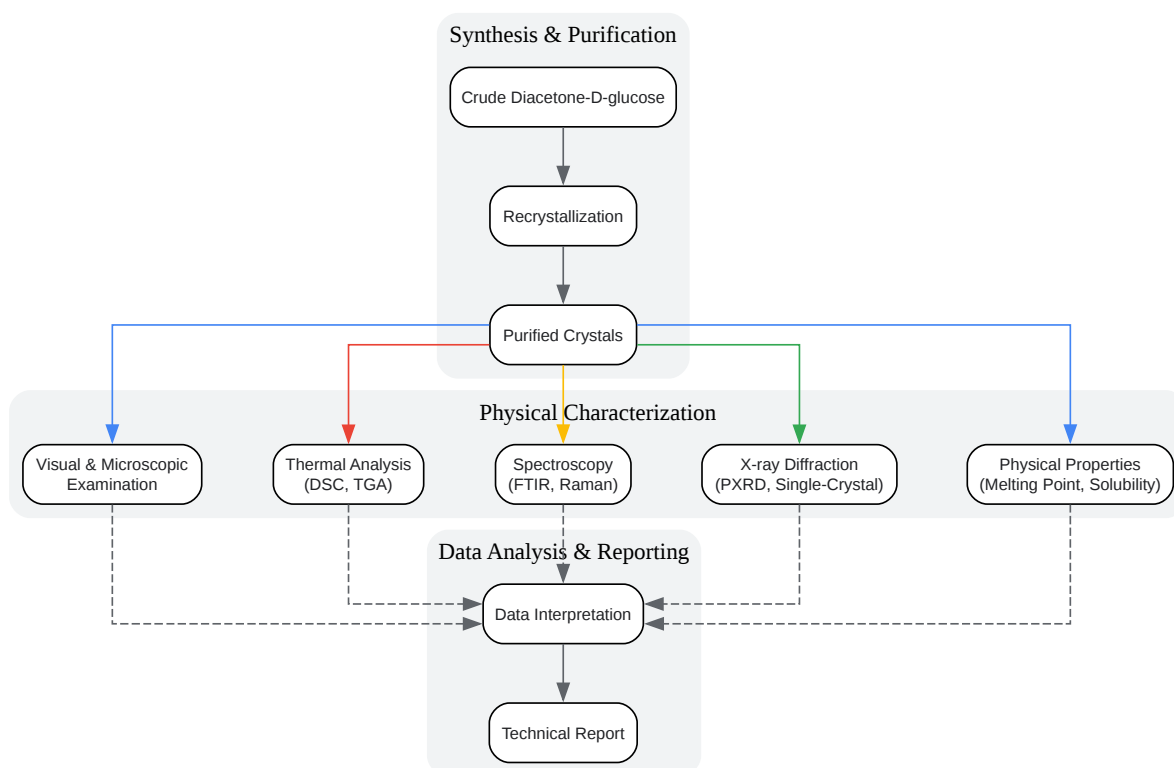 Synthesis & Purification
Crude Diacetone-D-glucose
Recrystallization
Purified Crystals
Physical Characterization
Visual & Microscopic
Examination
Thermal Analysis
(DSC, TGA)
Spectroscopy
(FTIR, Raman)
X-ray Diffraction
(PXRD, Single-Crystal)
Physical Properties
(Melting Point, Solubility)
Data Analysis & Reporting
Data Interpretation
Technical Report